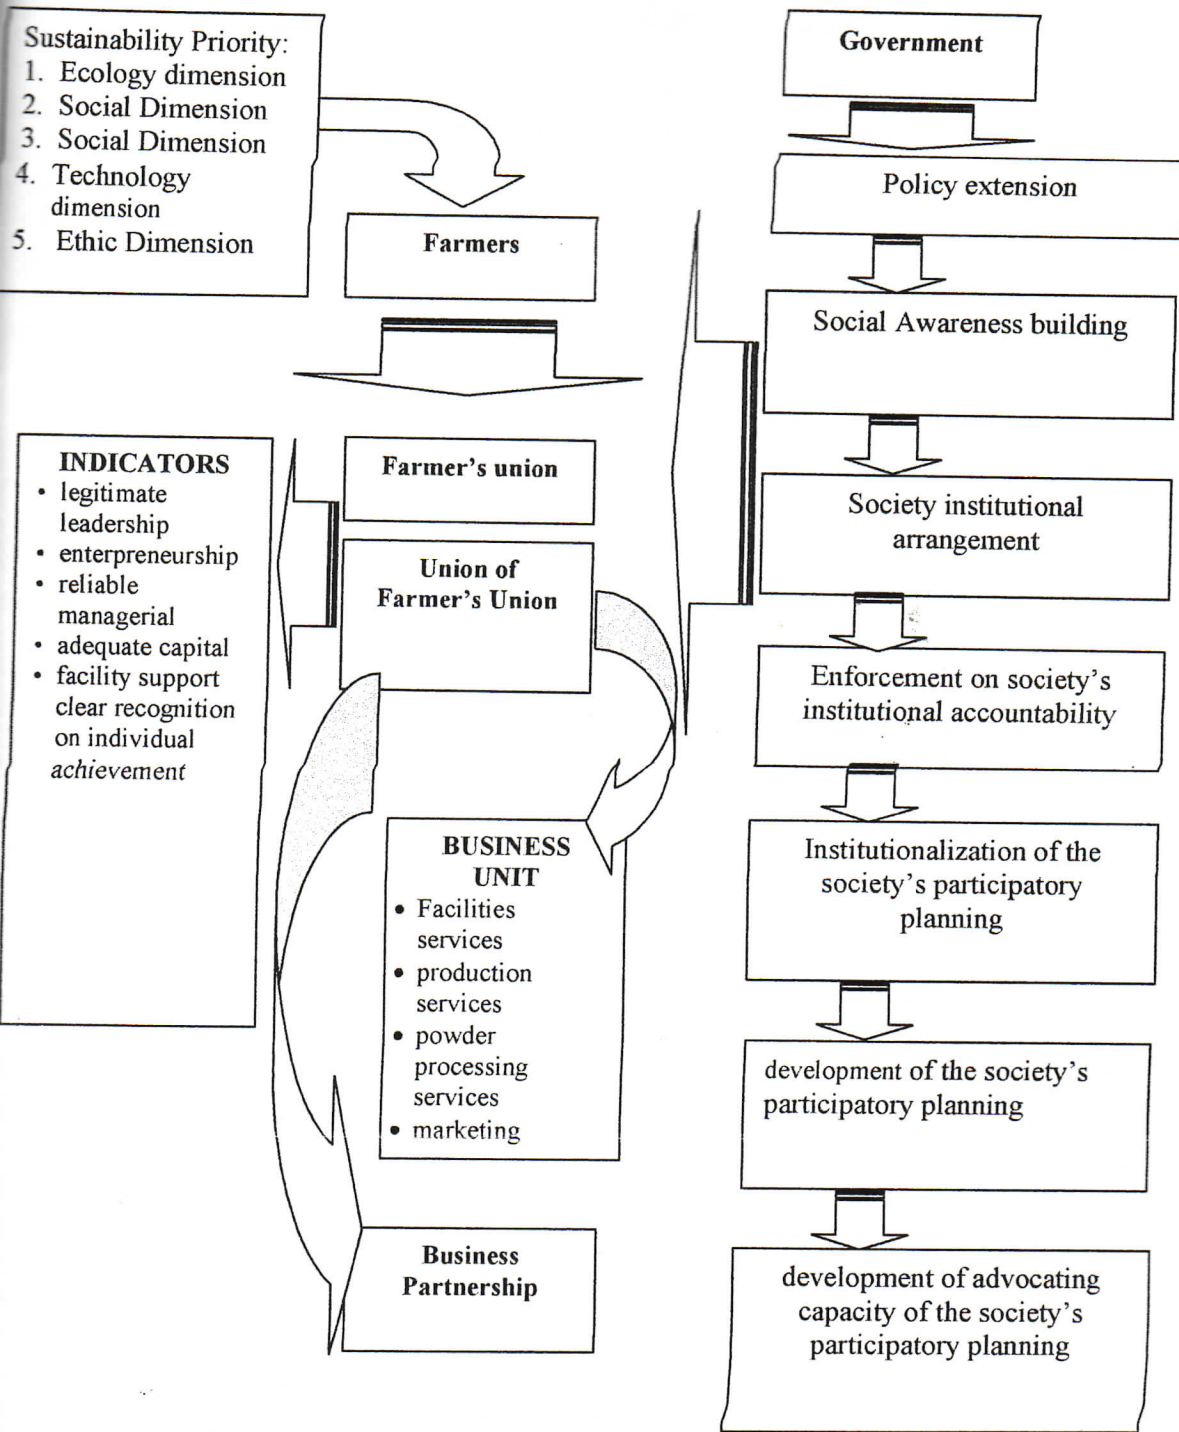 Sustainability Priority:
1. Ecology dimension
2. Social Dimension
3. Social Dimension
4. Technology
dimension
5. Ethic Dimension
Farmers
Farmer's union
Union of
Farmer's Union
INDICATORS
• legitimate
leadership
• enterpreneurship
• reliable
managerial
• adequate capital
• facility support
clear recognition
on individual
achievement
BUSINESS
UNIT
• Facilities
services
• production
services
• powder
processing
services
• marketing
Business
Partnership
Government
Policy extension
Social Awareness building
Society institutional
arrangement
Enforcement on society's
institutional accountability
Institutionalization of the
society's participatory
planning
development of the society's
participatory planning
development of advocating
capacity of the society's
participatory planning